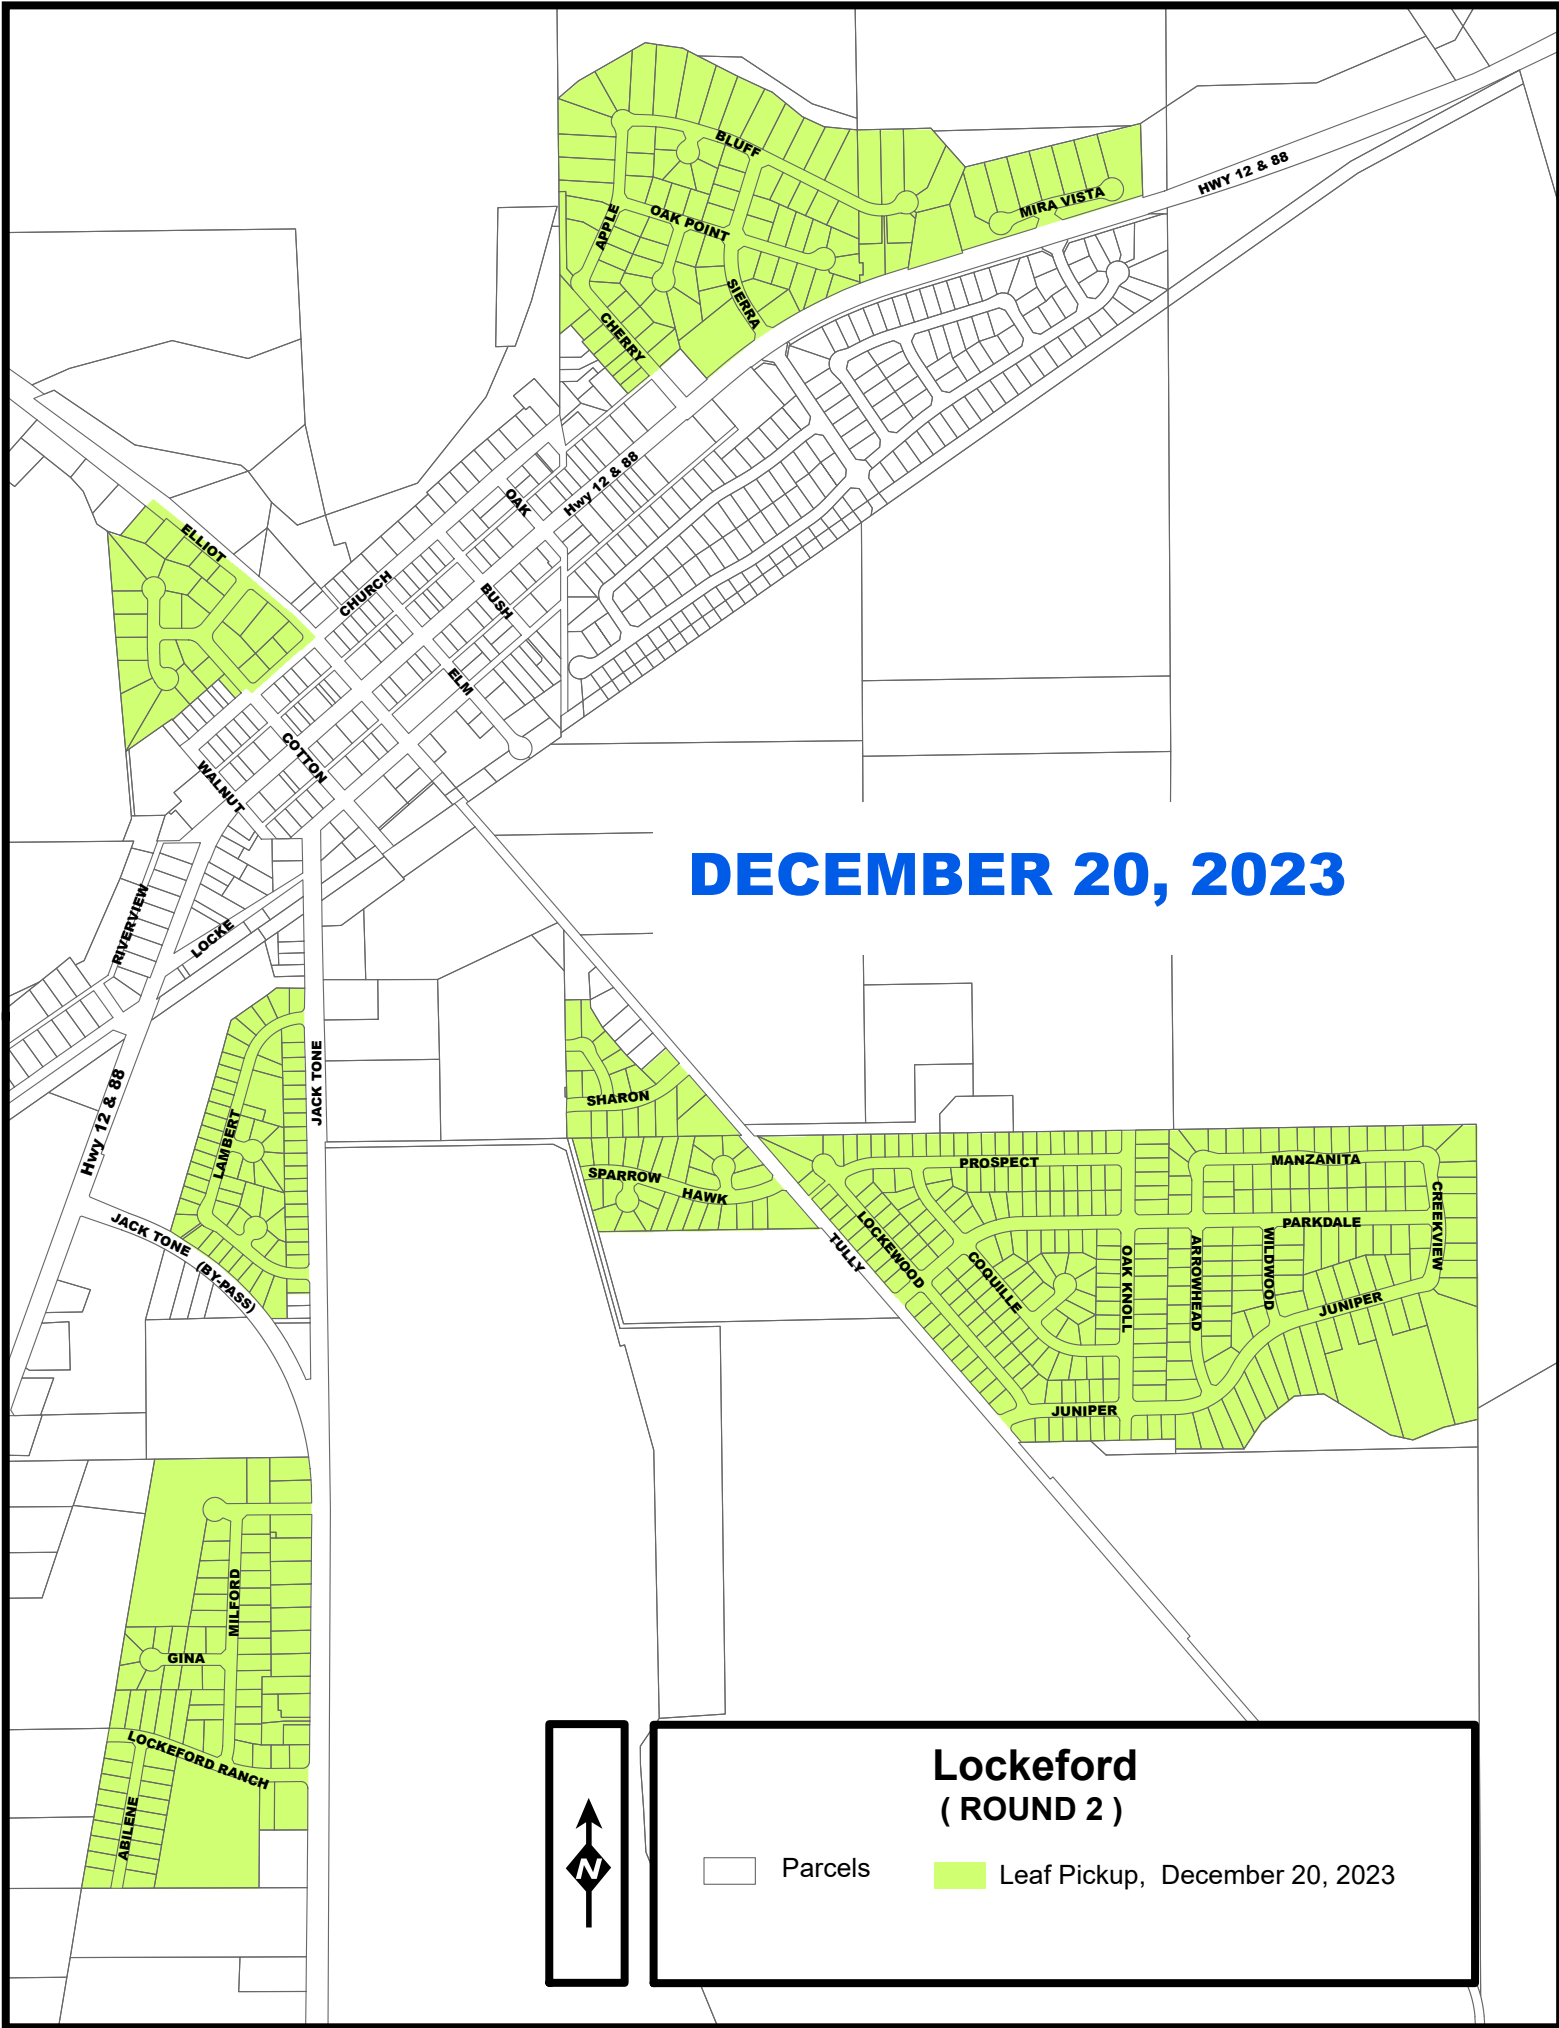 BLUFF
HWY 12 & 88
MIRA VISTA
OAK POINT
APPLE
SIERRA
CHERRY
Hwy 12 & 88
OAK
ELLIOT
CHURCH
BUSH
ELM
COTTON
WALNUT
DECEMBER 20, 2023
RIVERVIEW
LOCKE
JACK TONE
Hwy 12 & 88
SHARON
LAMBERT
SPARROW
HAWK
PROSPECT
MANZANITA
CREEKVIEW
JACK TONE
(BY-PASS)
LOCKEWOOD
TULLY
COQUILLE
OAK KNOLL
ARROWHEAD
WILDWOOD
PARKDALE
JUNIPER
JUNIPER
MILFORD
GINA
LOCKEFORD RANCH
ABILENE
N
Lockeford
( ROUND 2 )
Parcels
Leaf Pickup, December 20, 2023